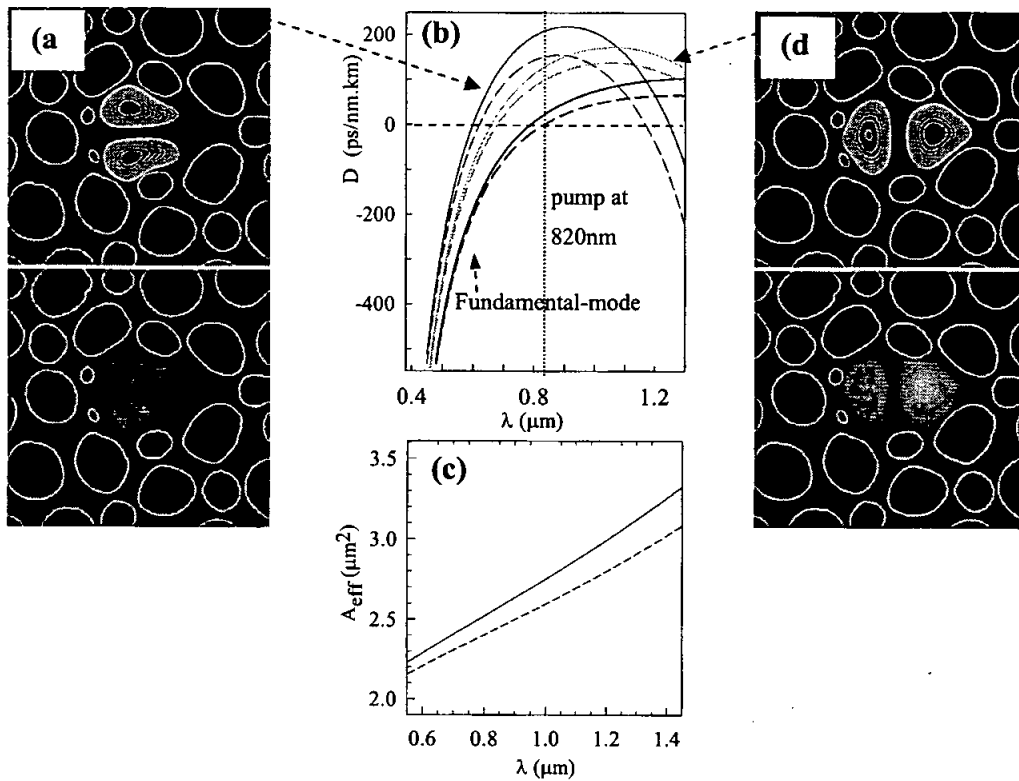 (a
(b)
(d)
200
0
-200
-400
D (ps/nm.km)
pump at
820nm
Fundamental-mode
0.4
0.8
1.2
λ (μm)
(c)
3.5
3.0
2.5
2.0
A_eff (μm²)
0.6
0.8
1.0
1.2
1.4
λ (μm)